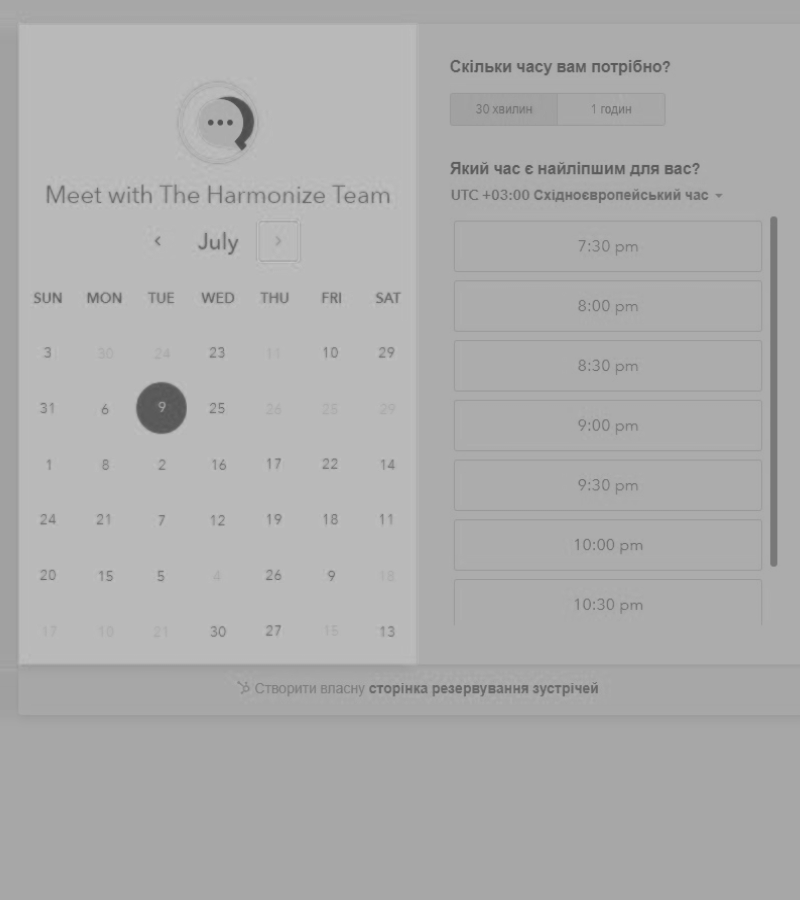 Meet with The Harmonize Team
July
SUN MON TUE WED THU FRI SAT
3 30 24 23 11 10 29
31 6 9 25 26 25 29
1 8 2 16 17 22 14
24 21 7 12 19 18 11
20 15 5 4 26 9 18
17 19 21 30 27 15 13
Скільки часу вам потрібно?
30 хвилин 1 годин
Який час є найліпшим для вас?
UTC +03:00 Східноєвропейський час
7:30 pm
8:00 pm
8:30 pm
9:00 pm
9:30 pm
10:00 pm
10:30 pm
Створити власну сторінка резервування зустрічей